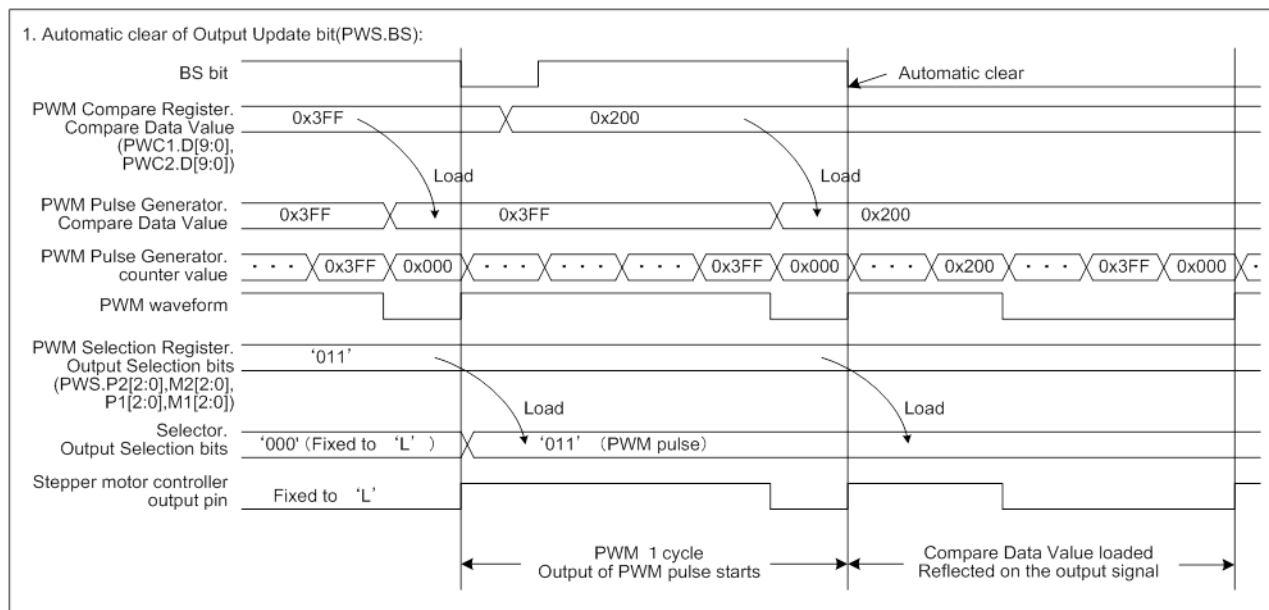 1. Automatic clear of Output Update bit(PWS.BS):
BS bit
Automatic clear
PWM Compare Register.
Compare Data Value
(PWC1.D[9:0],
PWC2.D[9:0])
0x3FF
0x200
Load
Load
PWM Pulse Generator.
Compare Data Value
0x3FF
0x3FF
0x200
PWM Pulse Generator.
counter value
··· 0x3FF 0x000 ··· ··· ··· 0x3FF 0x000 ··· 0x200 ··· 0x3FF 0x000 ··
PWM waveform
PWM Selection Register.
Output Selection bits
(PWS.P2[2:0],M2[2:0],
P1[2:0],M1[2:0])
‘011’
Load
Load
Selector.
Output Selection bits
‘000' (Fixed to ‘L’ )
‘011’ (PWM pulse)
Stepper motor controller
output pin
Fixed to ‘L’
PWM 1 cycle
Output of PWM pulse starts
Compare Data Value loaded
Reflected on the output signal